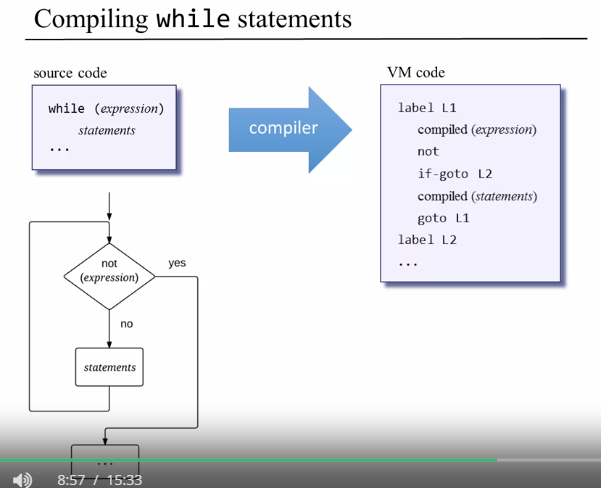 Compiling while statements
source code
while (expression)
statements
...
compiler
VM code
label L1
compiled (expression)
not
if-goto L2
compiled (statements)
goto L1
label L2
...
not
(expression)
yes
no
statements
...
8:57 / 15:33